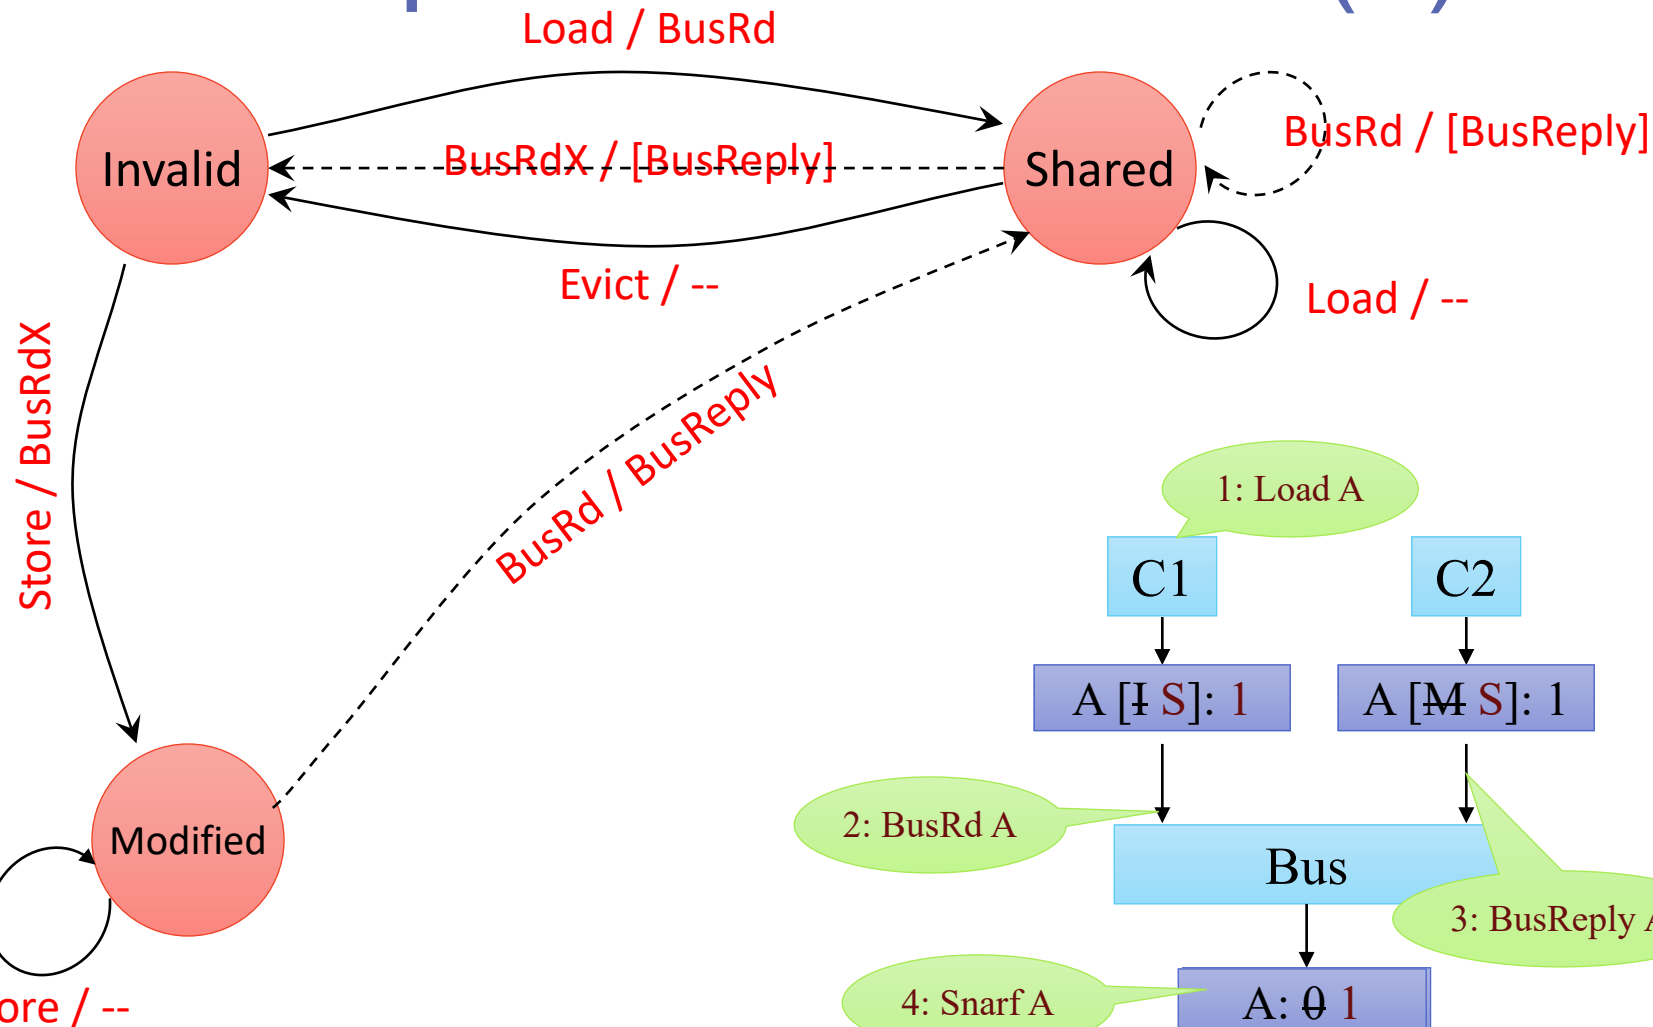 Load / BusRd
Invalid
BusRdX / [BusReply]
Shared
BusRd / [BusReply]
Evict / --
Load / --
Store / BusRdX
BusRd / BusReply
1: Load A
C1
C2
A [I S]: 1
A [M S]: 1
Modified
2: BusRd A
Bus
3: BusReply A
4: Snarf A
A: 0 1
ore / --